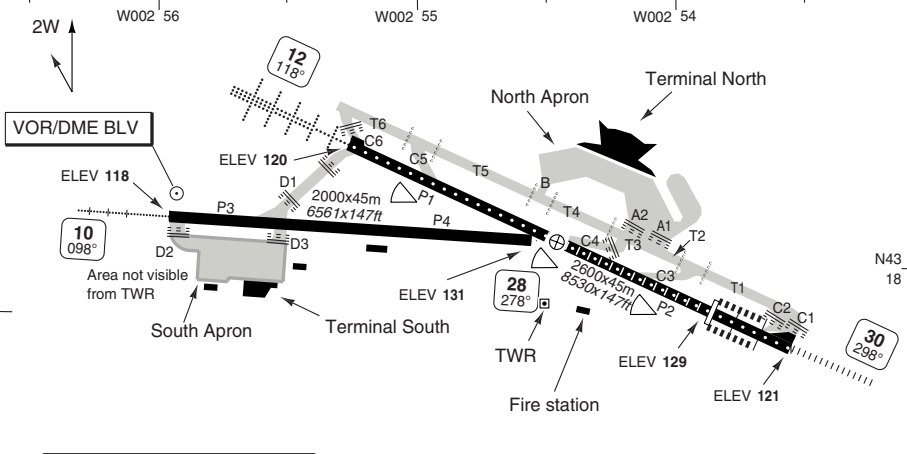 W002 56
W002 55
W002 54
2W
12
118°
Terminal North
North Apron
VOR/DME BLV
T6
C6
ELEV 120
C5
T5
ELEV 118
D1
P1
B
2000x45m
6561x147ft
P3
P4
T4
A2
A1
T2
C4
T3
10
098°
D2
D3
C3
N43
18
Area not visible
from TWR
2600x45m
8530x147ft
T1
28
278°
ELEV 131
P2
C2
C1
South Apron
Terminal South
TWR
ELEV 129
30
298°
Fire station
ELEV 121